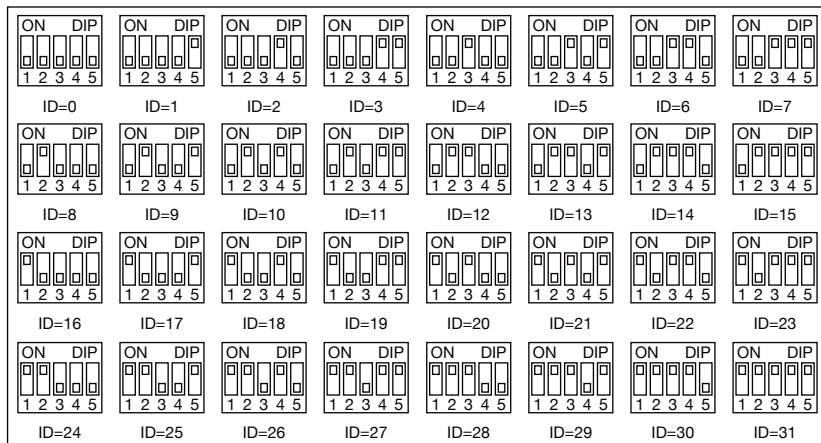 ON DIP ON DIP ON DIP ON DIP ON DIP ON DIP ON DIP ON DIP
1 2 3 4 5 1 2 3 4 5 1 2 3 4 5 1 2 3 4 5 1 2 3 4 5 1 2 3 4 5 1 2 3 4 5 1 2 3 4 5
ID=0 ID=1 ID=2 ID=3 ID=4 ID=5 ID=6 ID=7
ON DIP ON DIP ON DIP ON DIP ON DIP ON DIP ON DIP ON DIP
1 2 3 4 5 1 2 3 4 5 1 2 3 4 5 1 2 3 4 5 1 2 3 4 5 1 2 3 4 5 1 2 3 4 5 1 2 3 4 5
ID=8 ID=9 ID=10 ID=11 ID=12 ID=13 ID=14 ID=15
ON DIP ON DIP ON DIP ON DIP ON DIP ON DIP ON DIP ON DIP
1 2 3 4 5 1 2 3 4 5 1 2 3 4 5 1 2 3 4 5 1 2 3 4 5 1 2 3 4 5 1 2 3 4 5 1 2 3 4 5
ID=16 ID=17 ID=18 ID=19 ID=20 ID=21 ID=22 ID=23
ON DIP ON DIP ON DIP ON DIP ON DIP ON DIP ON DIP ON DIP
1 2 3 4 5 1 2 3 4 5 1 2 3 4 5 1 2 3 4 5 1 2 3 4 5 1 2 3 4 5 1 2 3 4 5 1 2 3 4 5
ID=24 ID=25 ID=26 ID=27 ID=28 ID=29 ID=30 ID=31